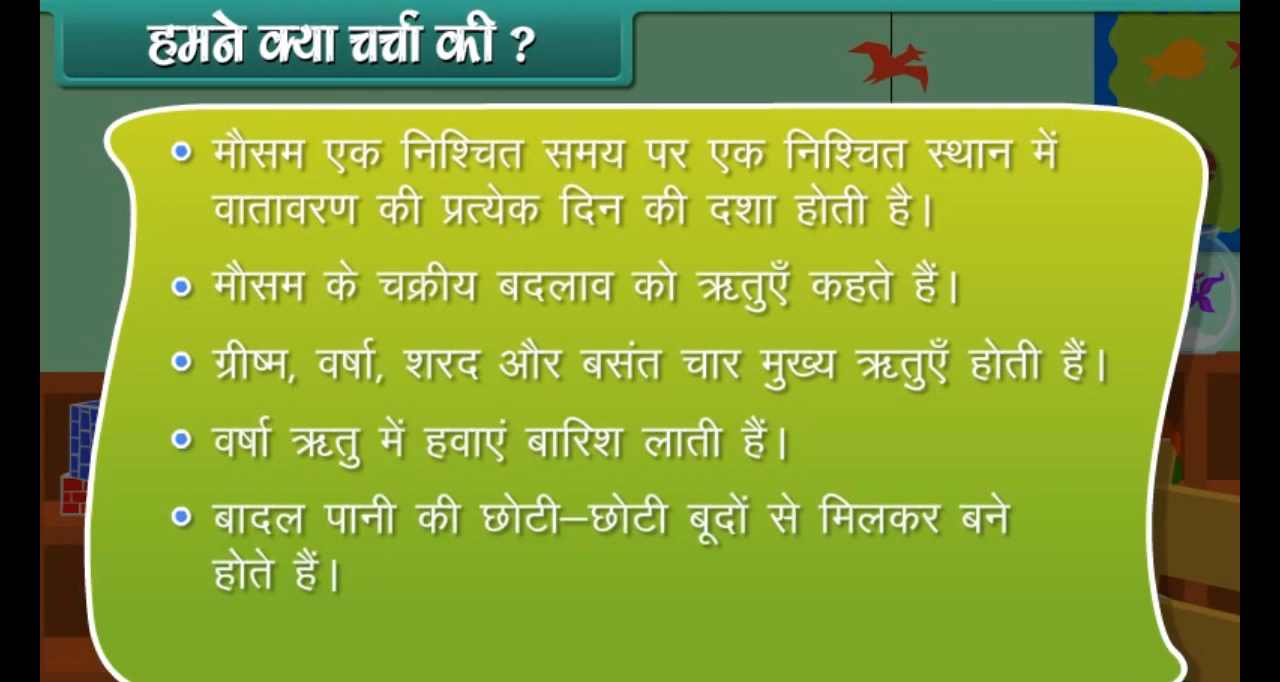 हमने क्या चर्चा की ?
• मौसम एक निश्चित समय पर एक निश्चित स्थान में
वातावरण की प्रत्येक दिन की दशा होती है।
• मौसम के चक्रीय बदलाव को ऋतुएँ कहते हैं।
• ग्रीष्म, वर्षा, शरद और बसंत चार मुख्य ऋतुएँ होती हैं।
• वर्षा ऋतु में हवाएं बारिश लाती हैं।
• बादल पानी की छोटी–छोटी बूदों से मिलकर बने
होते हैं।